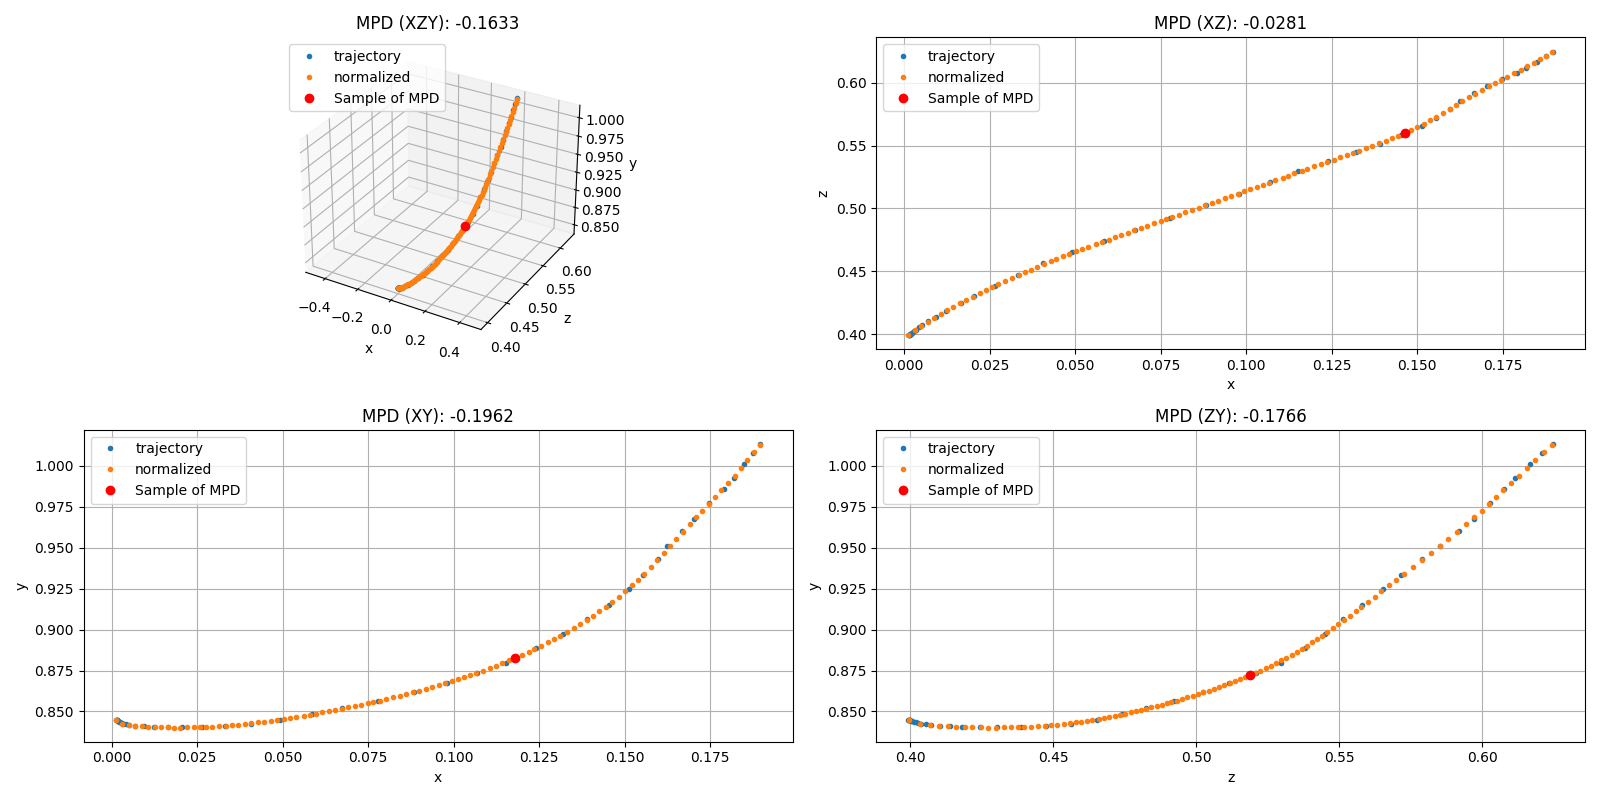 MPD (XZY): -0.1633
trajectory
normalized
Sample of MPD
1.000
0.975
0.950
0.925
0.900
0.875
0.850
y
−0.4
−0.2
0.0
0.2
0.4
x
0.40
0.45
0.50
0.55
0.60
z
MPD (XZ): -0.0281
trajectory
normalized
Sample of MPD
0.60
0.55
0.50
0.45
0.40
z
0.000 0.025 0.050 0.075 0.100 0.125 0.150 0.175
x
MPD (XY): -0.1962
trajectory
normalized
Sample of MPD
1.000
0.975
0.950
0.925
0.900
0.875
0.850
y
0.000 0.025 0.050 0.075 0.100 0.125 0.150 0.175
x
MPD (ZY): -0.1766
trajectory
normalized
Sample of MPD
1.000
0.975
0.950
0.925
0.900
0.875
0.850
y
0.40 0.45 0.50 0.55 0.60
z